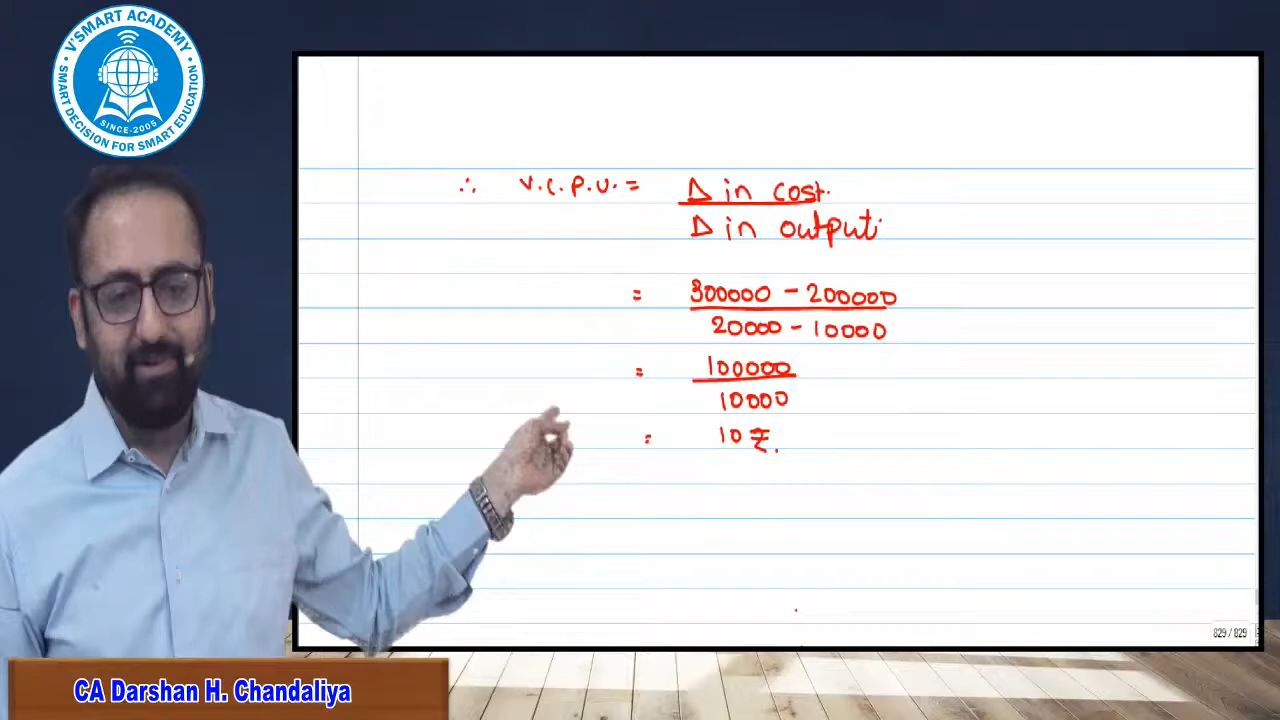 V'SMART ACADEMY
SMART DECISION FOR SMART EDUCATION
SINCE-2005
∴ V.C.P.U. = Δ in cost.
Δ in output
= 300000 - 200000
20000 - 10000
= 100000
10000
= 10 ₹.
829 / 829
CA Darshan H. Chandaliya